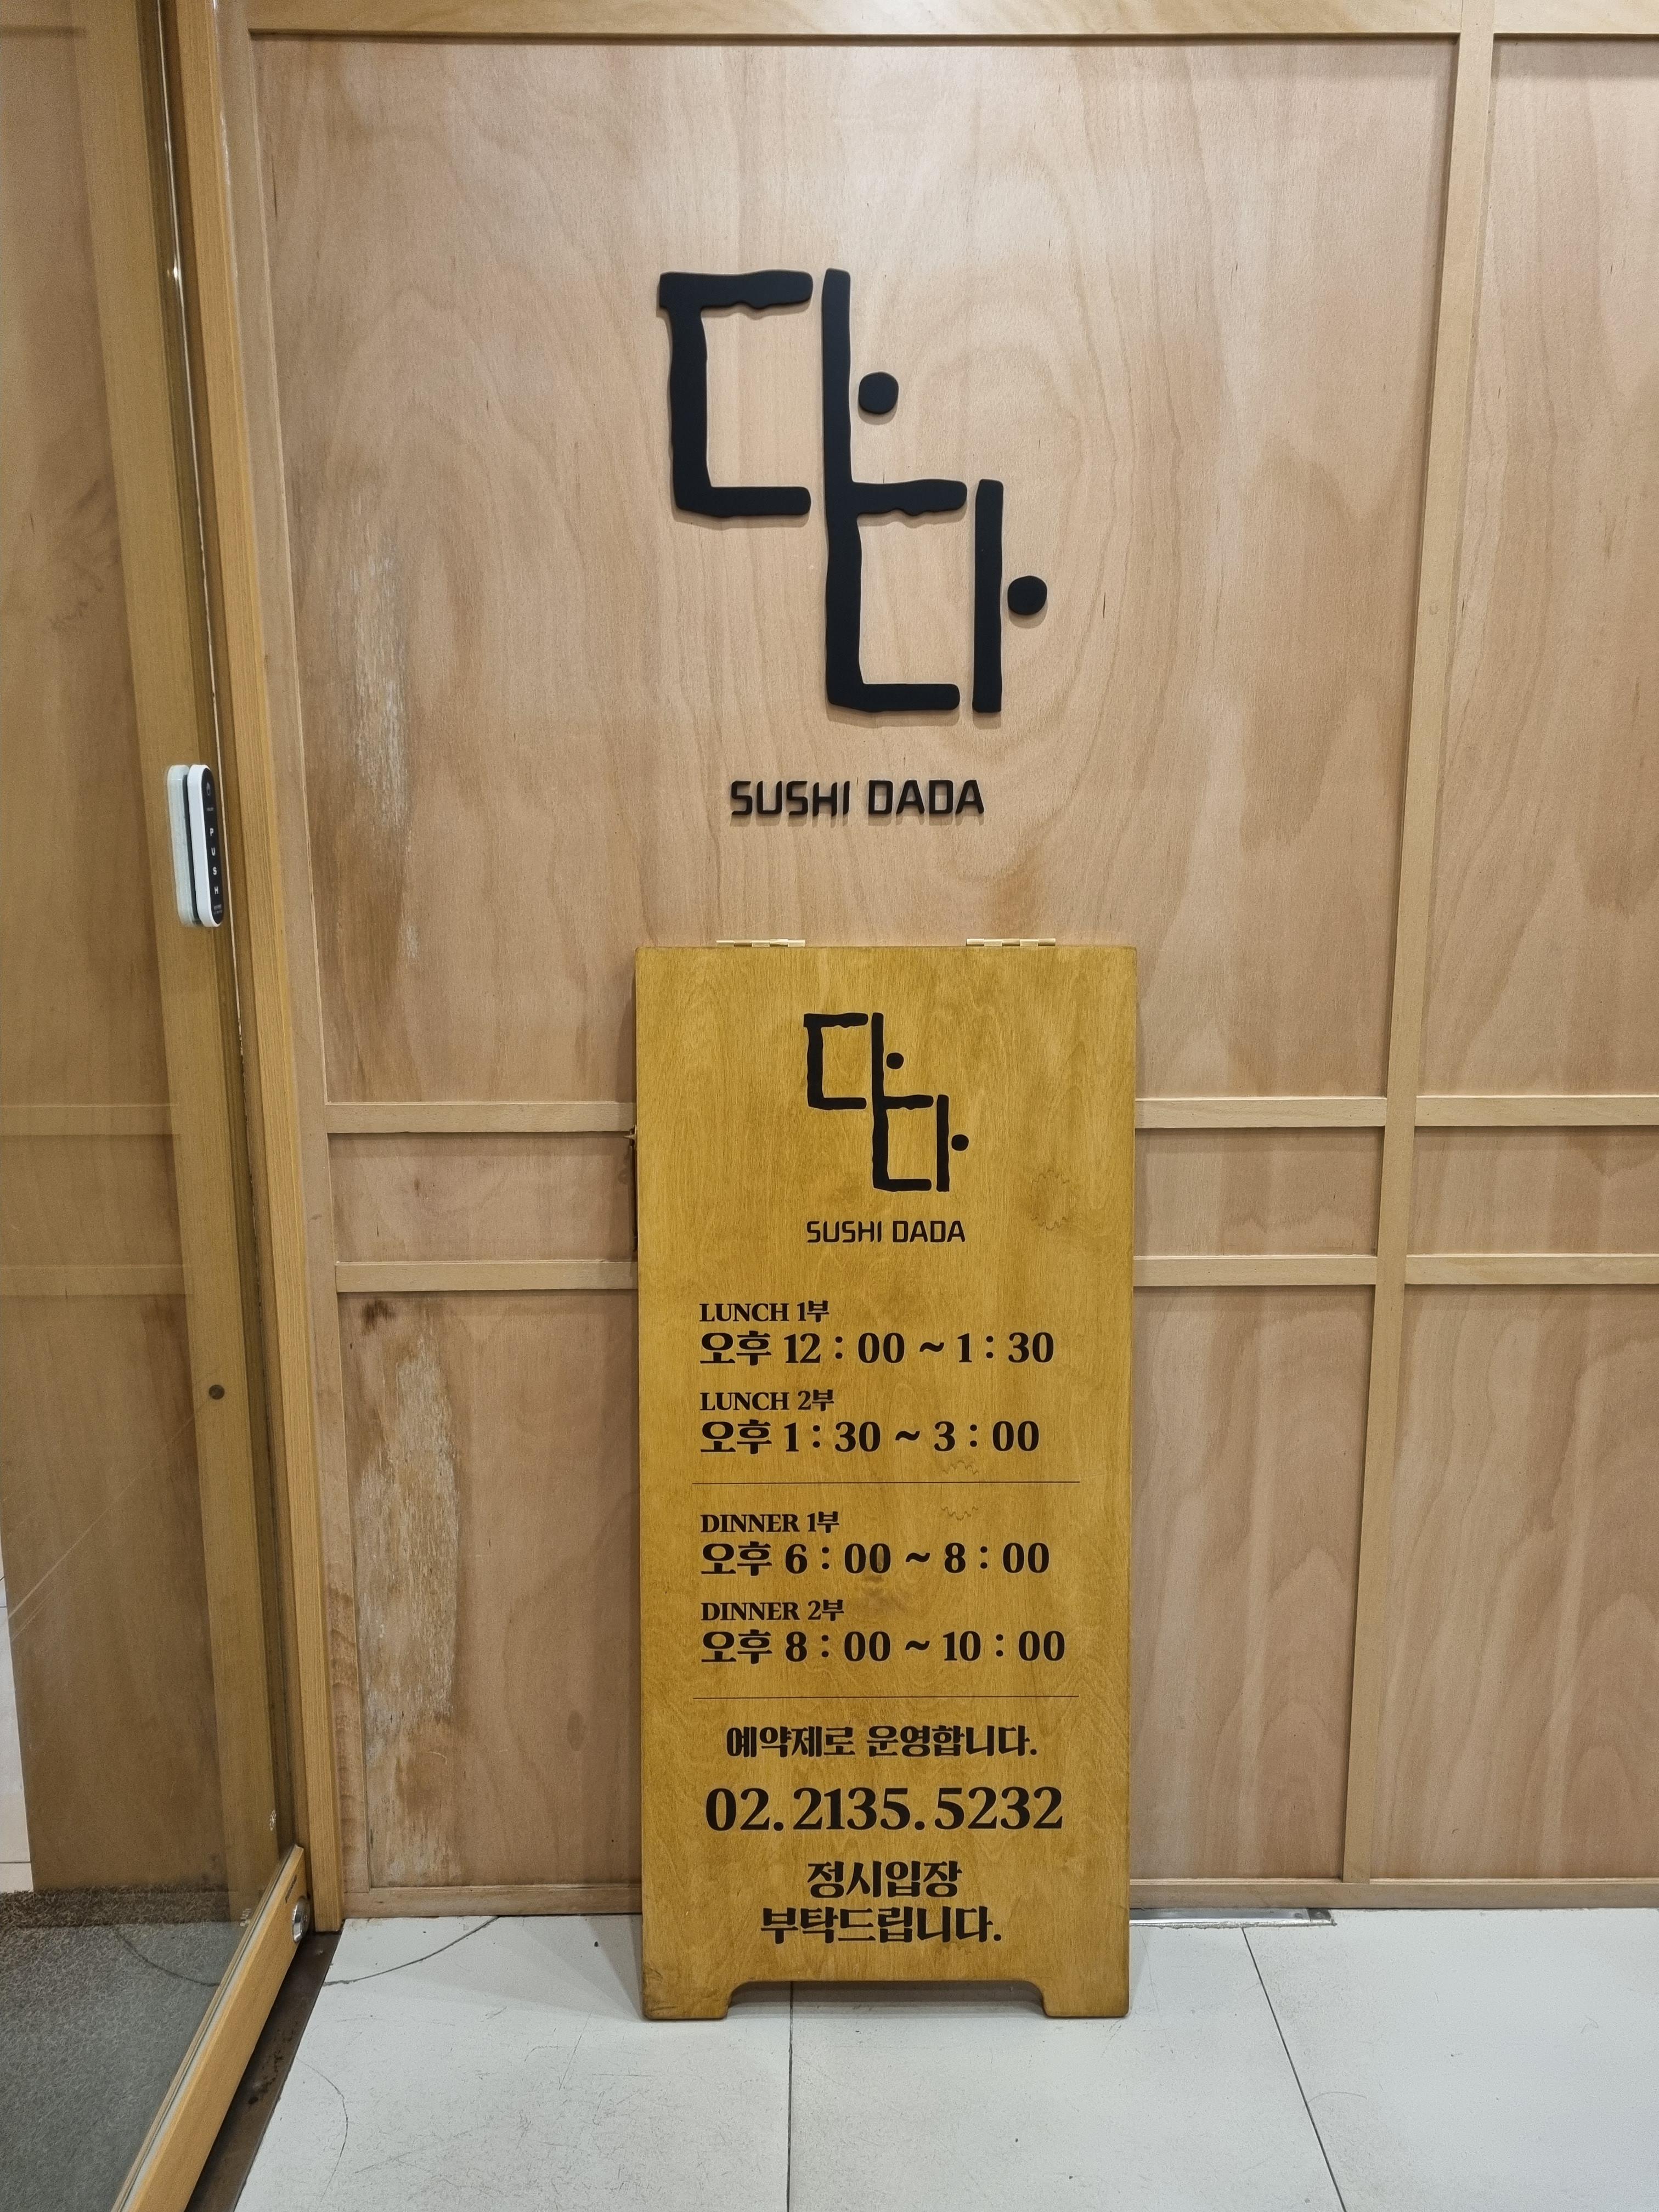 다다
SUSHI DADA
PUSH
다다
SUSHI DADA
LUNCH 1부
오후 12 : 00 ~ 1 : 30
LUNCH 2부
오후 1 : 30 ~ 3 : 00
DINNER 1부
오후 6 : 00 ~ 8 : 00
DINNER 2부
오후 8 : 00 ~ 10 : 00
예약제로 운영합니다.
02.2135.5232
정시입장
부탁드립니다.